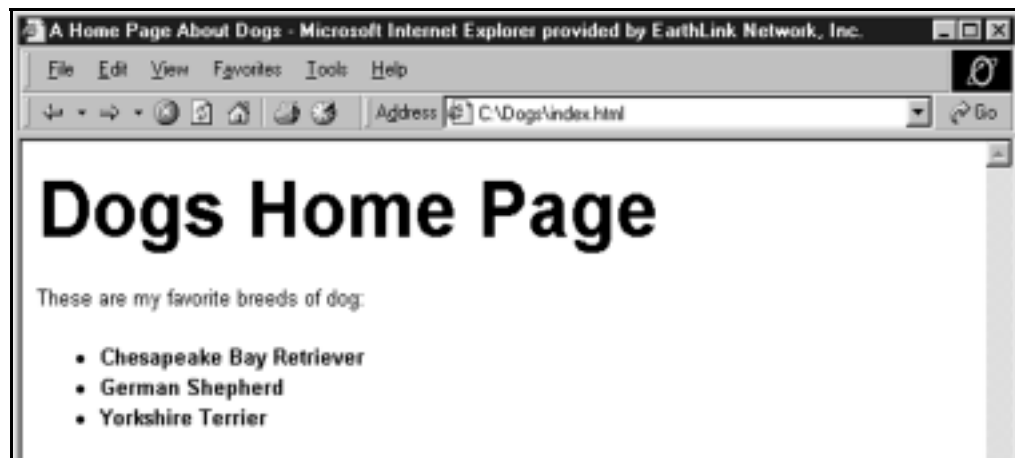 A Home Page About Dogs - Microsoft Internet Explorer provided by EarthLink Network, Inc.
File Edit View Favorites Tools Help
Address C:\Dogs\index.html Go
Dogs Home Page
These are my favorite breeds of dog:
• Chesapeake Bay Retriever
• German Shepherd
• Yorkshire Terrier